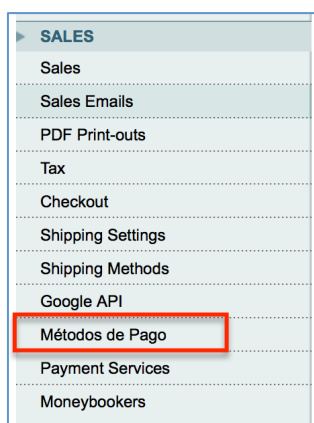 SALES
Sales
Sales Emails
PDF Print-outs
Tax
Checkout
Shipping Settings
Shipping Methods
Google API
Métodos de Pago
Payment Services
Moneybookers